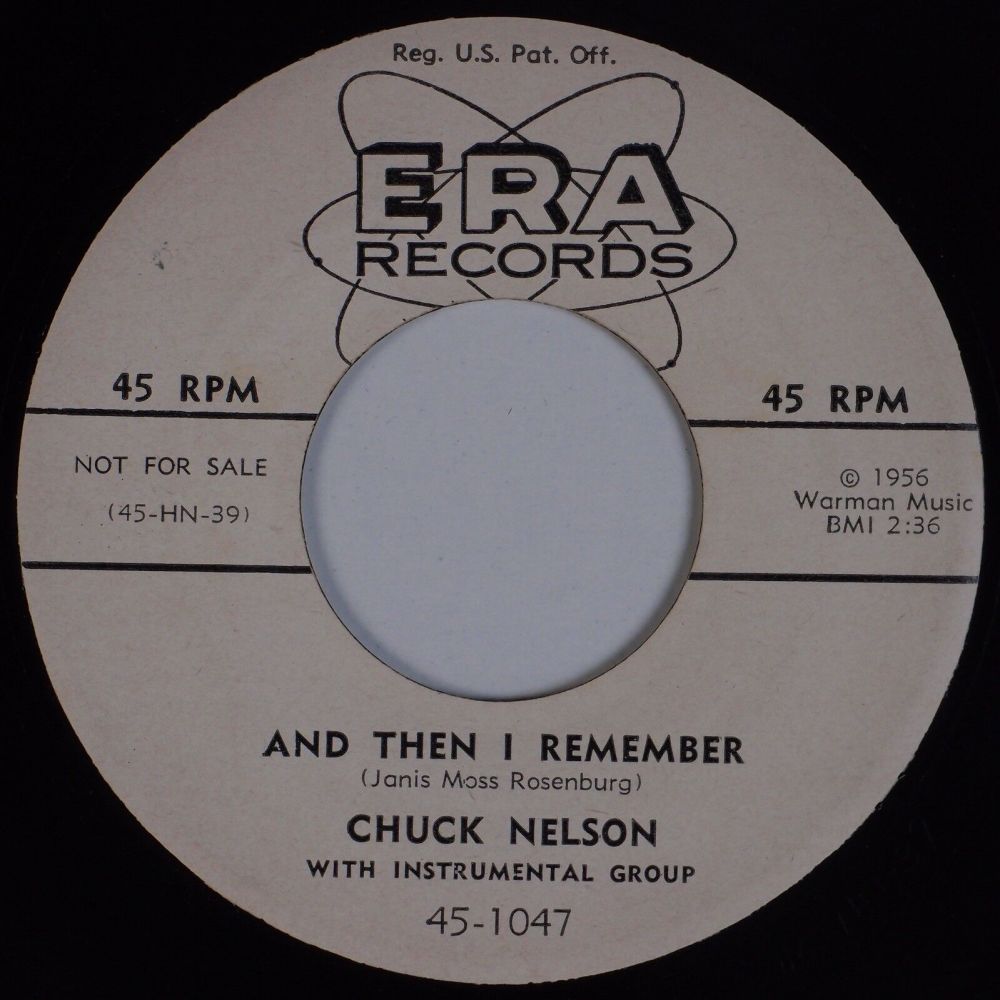 Reg. U.S. Pat. Off.
ERA
RECORDS
45 RPM
45 RPM
NOT FOR SALE
(45-HN-39)
© 1956
Warman Music
BMI 2:36
AND THEN I REMEMBER
(Janis Moss Rosenburg)
CHUCK NELSON
WITH INSTRUMENTAL GROUP
45-1047